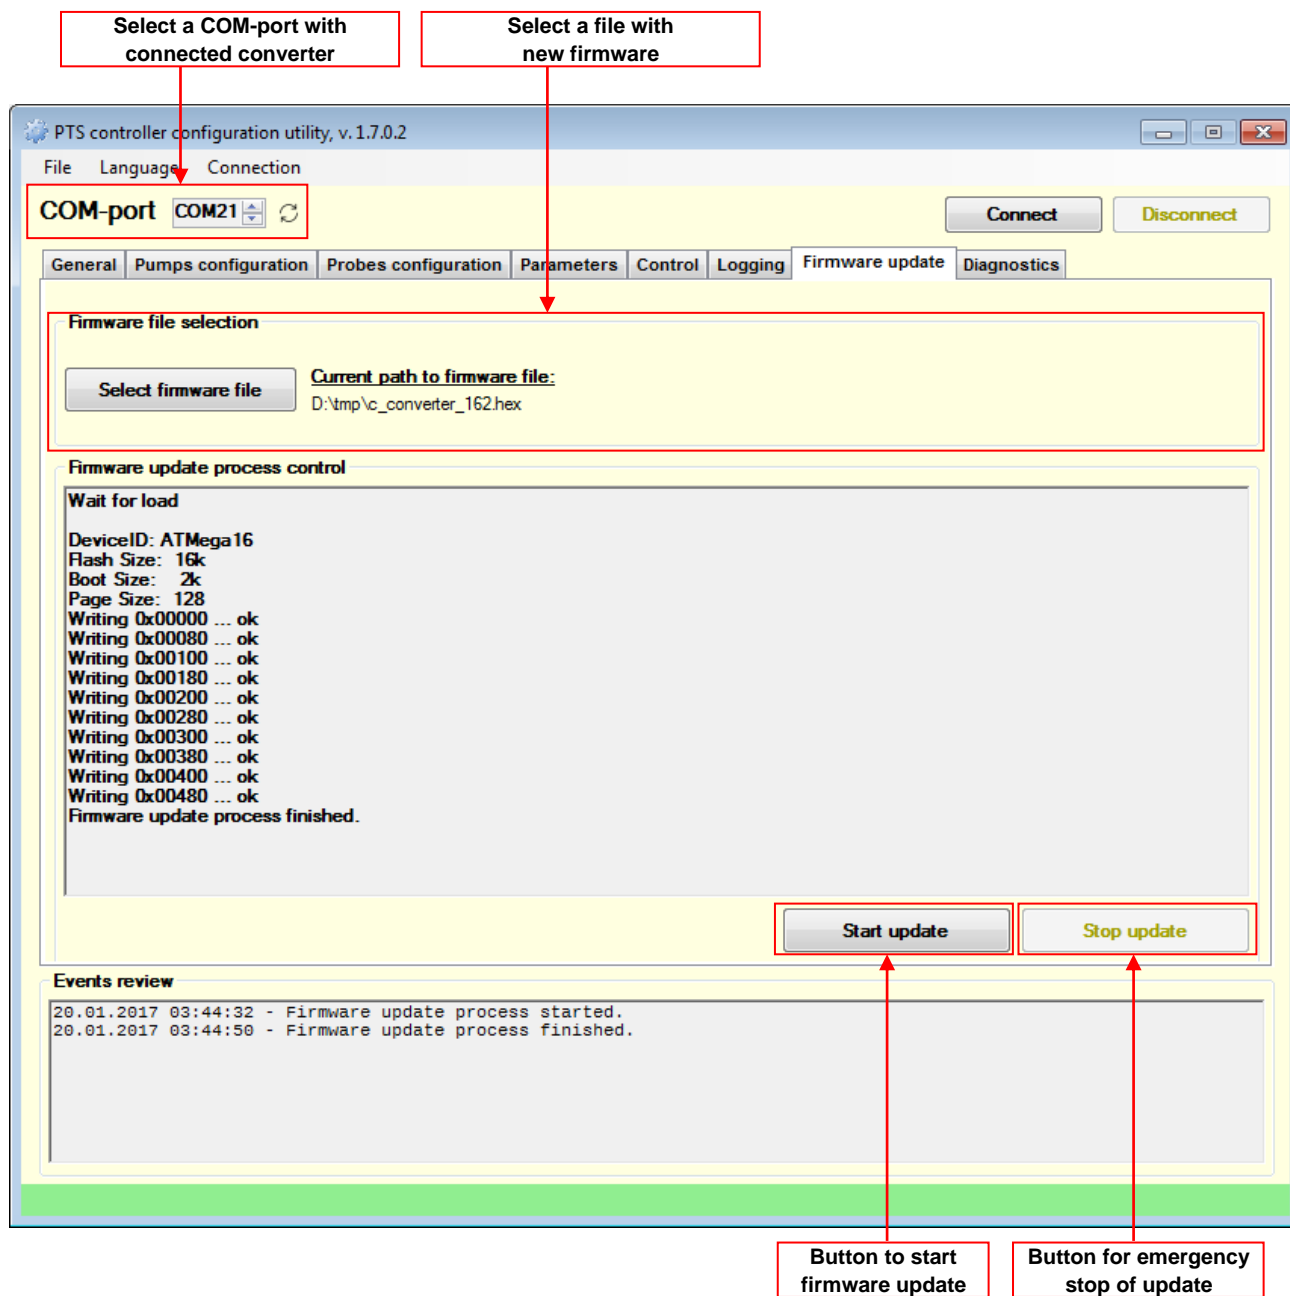 Select a COM-port with
connected converter
Select a file with
new firmware
PTS controller configuration utility, v. 1.7.0.2
File Language Connection
COM-port COM21 Connect Disconnect
General Pumps configuration Probes configuration Parameters Control Logging Firmware update Diagnostics
Firmware file selection
Select firmware file
Current path to firmware file:
D:\tmp\c_converter_162.hex
Firmware update process control
Wait for load
DeviceID: ATMega16
Flash Size: 16k
Boot Size: 2k
Page Size: 128
Writing 0x00000 ... ok
Writing 0x00080 ... ok
Writing 0x00100 ... ok
Writing 0x00180 ... ok
Writing 0x00200 ... ok
Writing 0x00280 ... ok
Writing 0x00300 ... ok
Writing 0x00380 ... ok
Writing 0x00400 ... ok
Writing 0x00480 ... ok
Firmware update process finished.
Start update Stop update
Events review
20.01.2017 03:44:32 - Firmware update process started.
20.01.2017 03:44:50 - Firmware update process finished.
Button to start
firmware update
Button for emergency
stop of update